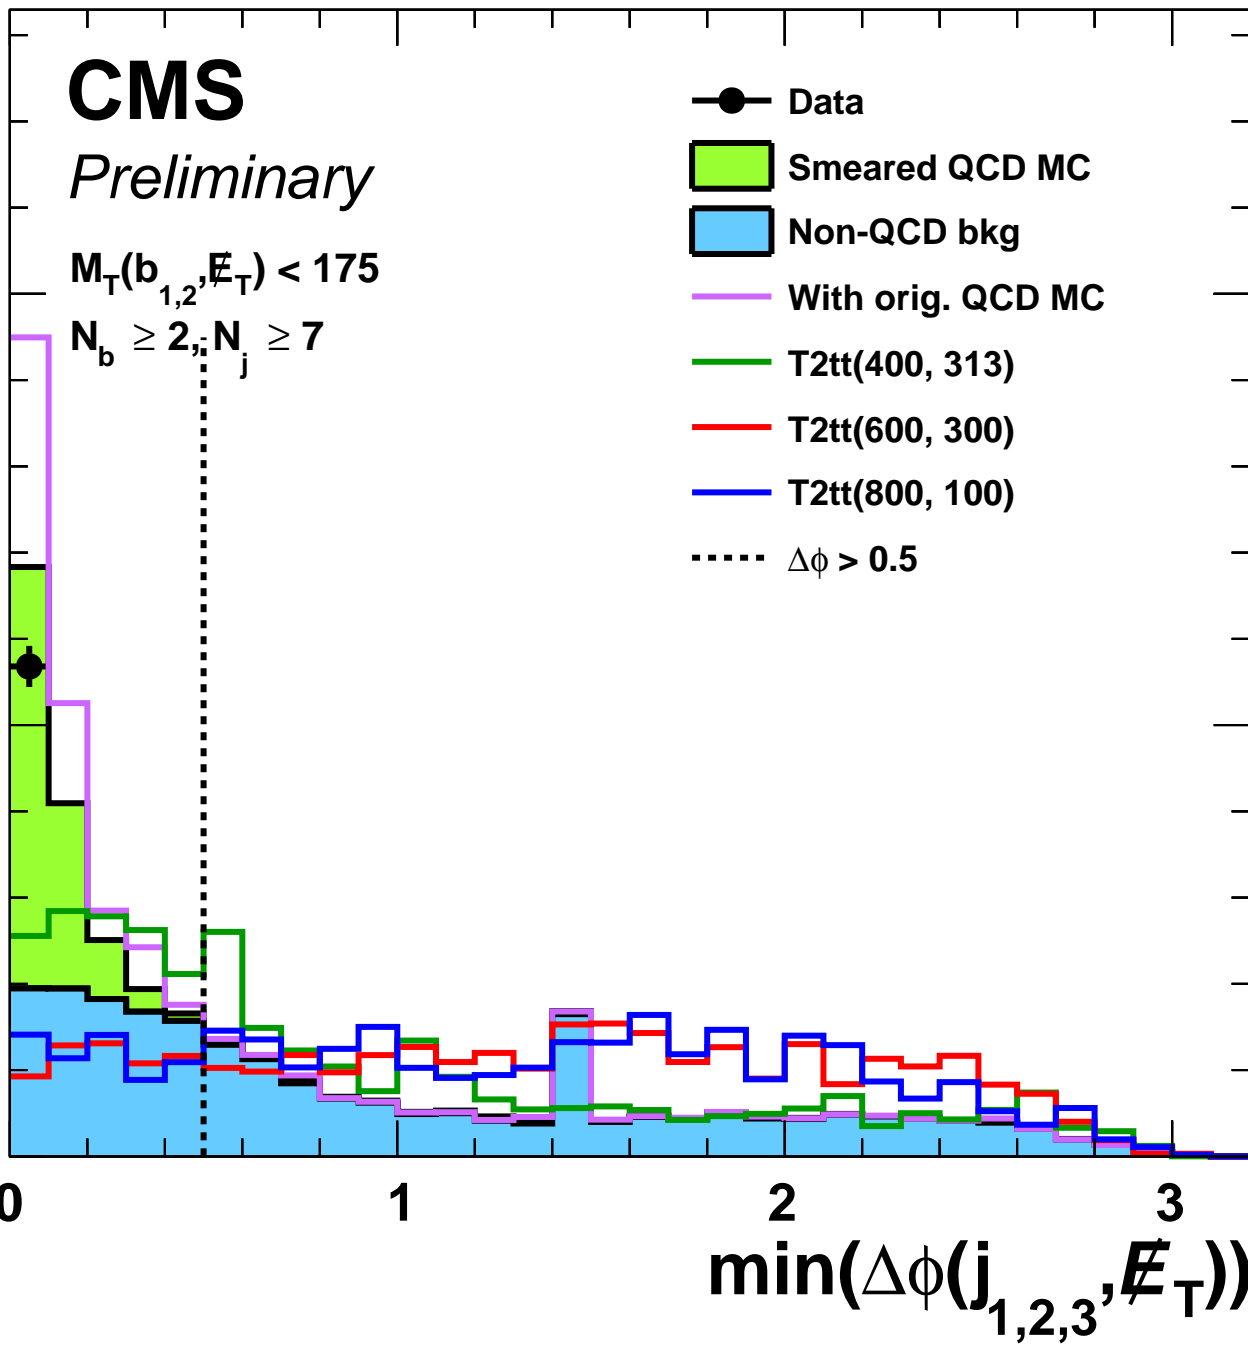 CMS
Preliminary
M_T(b_1,2,E̸_T) < 175
N_b ≥ 2, N_j ≥ 7
Data
Smeared QCD MC
Non-QCD bkg
With orig. QCD MC
T2tt(400, 313)
T2tt(600, 300)
T2tt(800, 100)
Δϕ > 0.5
0 1 2 3
min(Δϕ(j_1,2,3,E̸_T))